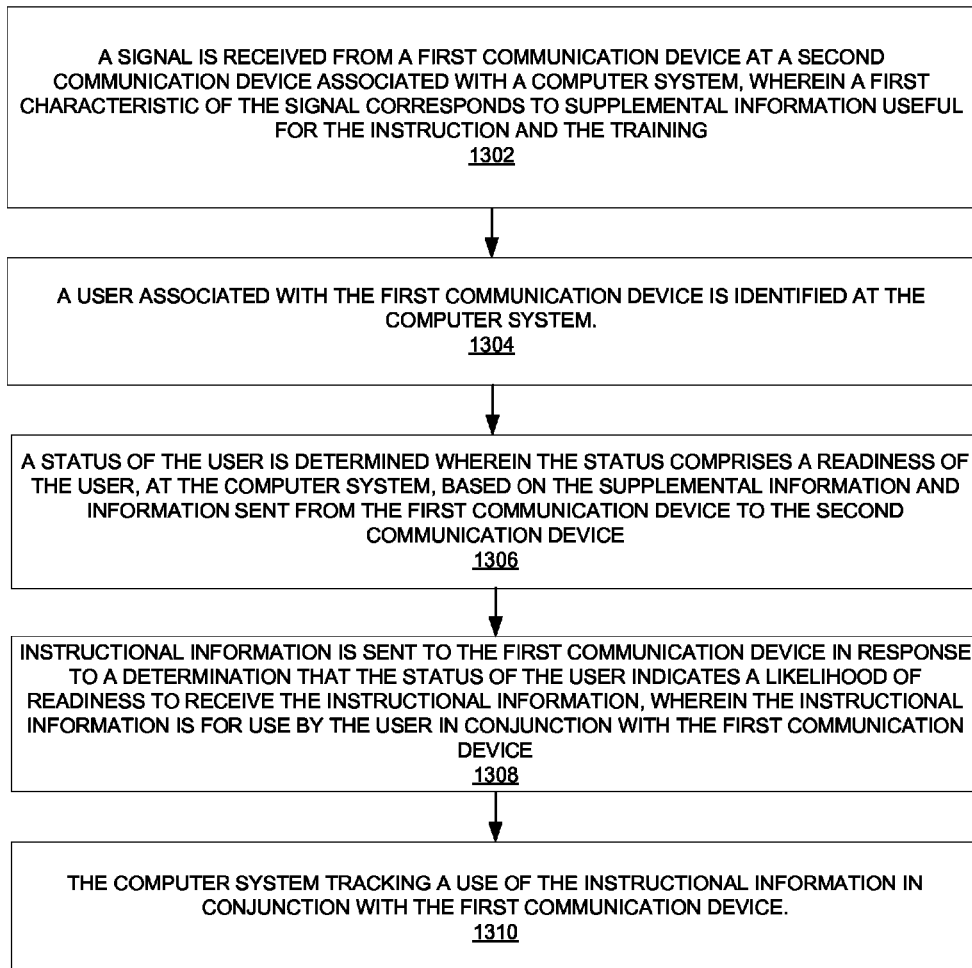 A SIGNAL IS RECEIVED FROM A FIRST COMMUNICATION DEVICE AT A SECOND
COMMUNICATION DEVICE ASSOCIATED WITH A COMPUTER SYSTEM, WHEREIN A FIRST
CHARACTERISTIC OF THE SIGNAL CORRESPONDS TO SUPPLEMENTAL INFORMATION USEFUL
FOR THE INSTRUCTION AND THE TRAINING
1302
A USER ASSOCIATED WITH THE FIRST COMMUNICATION DEVICE IS IDENTIFIED AT THE
COMPUTER SYSTEM.
1304
A STATUS OF THE USER IS DETERMINED WHEREIN THE STATUS COMPRISES A READINESS OF
THE USER, AT THE COMPUTER SYSTEM, BASED ON THE SUPPLEMENTAL INFORMATION AND
INFORMATION SENT FROM THE FIRST COMMUNICATION DEVICE TO THE SECOND
COMMUNICATION DEVICE
1306
INSTRUCTIONAL INFORMATION IS SENT TO THE FIRST COMMUNICATION DEVICE IN RESPONSE
TO A DETERMINATION THAT THE STATUS OF THE USER INDICATES A LIKELIHOOD OF
READINESS TO RECEIVE THE INSTRUCTIONAL INFORMATION, WHEREIN THE INSTRUCTIONAL
INFORMATION IS FOR USE BY THE USER IN CONJUNCTION WITH THE FIRST COMMUNICATION
DEVICE
1308
THE COMPUTER SYSTEM TRACKING A USE OF THE INSTRUCTIONAL INFORMATION IN
CONJUNCTION WITH THE FIRST COMMUNICATION DEVICE.
1310